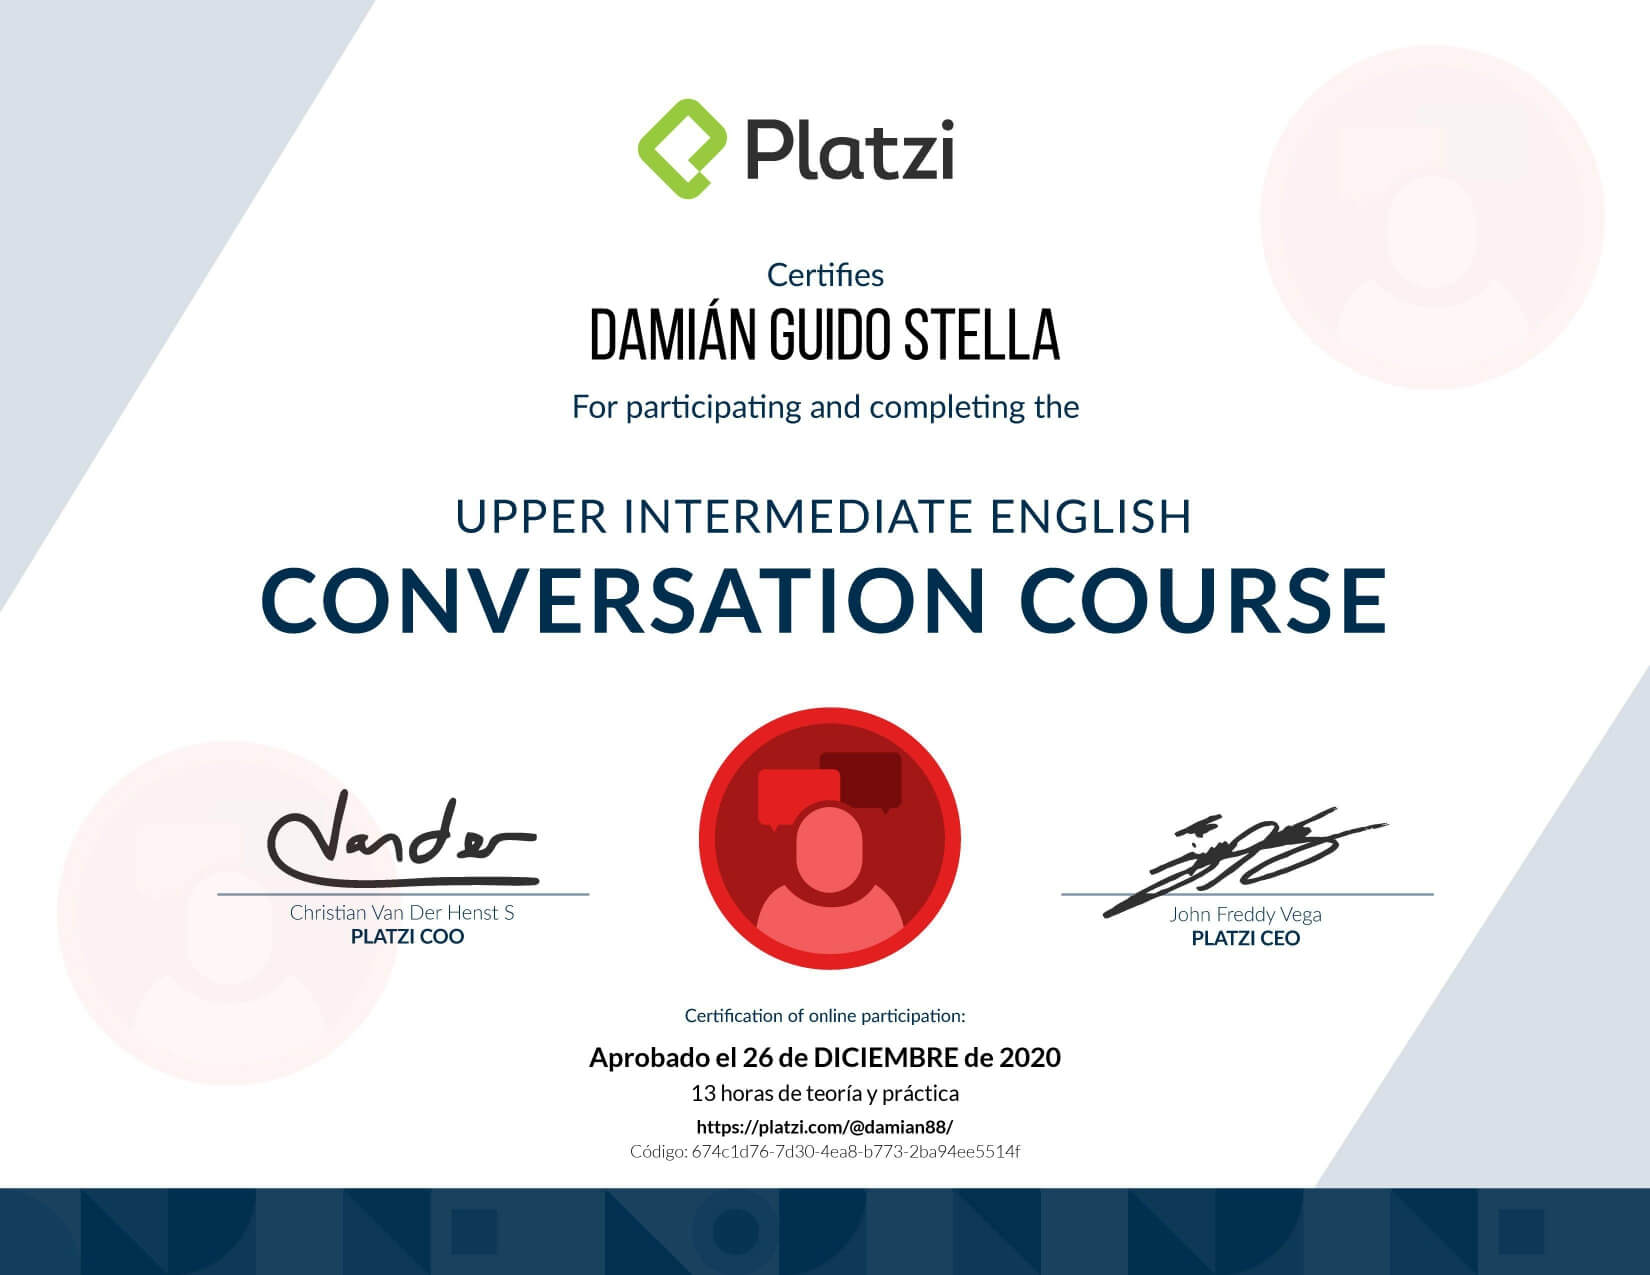 Platzi
Certifies
DAMIÁN GUIDO STELLA
For participating and completing the
UPPER INTERMEDIATE ENGLISH
CONVERSATION COURSE
Vander
Christian Van Der Henst S
PLATZI COO
John Freddy Vega
PLATZI CEO
Certification of online participation:
Aprobado el 26 de DICIEMBRE de 2020
13 horas de teoría y práctica
https://platzi.com/@damian88/
Código: 674c1d76-7d30-4ea8-b773-2ba94ee5514f